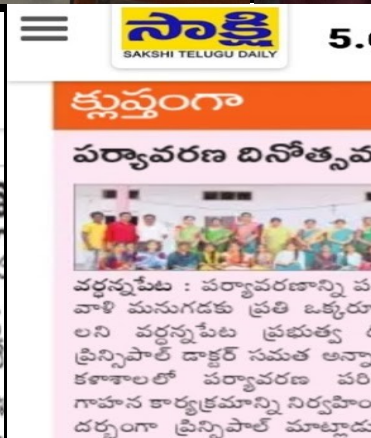 సాక్షి
SAKSHI TELUGU DAILY
5.
క్లుప్తంగా
పర్యావరణ దినోత్సవ
వర్ధన్నపేట : పర్యావరణాన్ని ప
వాళి మనుగడకు ప్రతి ఒక్కరూ
లని వర్ధన్నపేట ప్రభుత్వ
ప్రిన్సిపాల్ డాక్టర్ సమత అన్నా
కళాశాలలో పర్యావరణ పరి
గాహన కార్యక్రమాన్ని నిర్వహిం
దర్భంగా ప్రిన్సిపాల్ మాట్లాడు